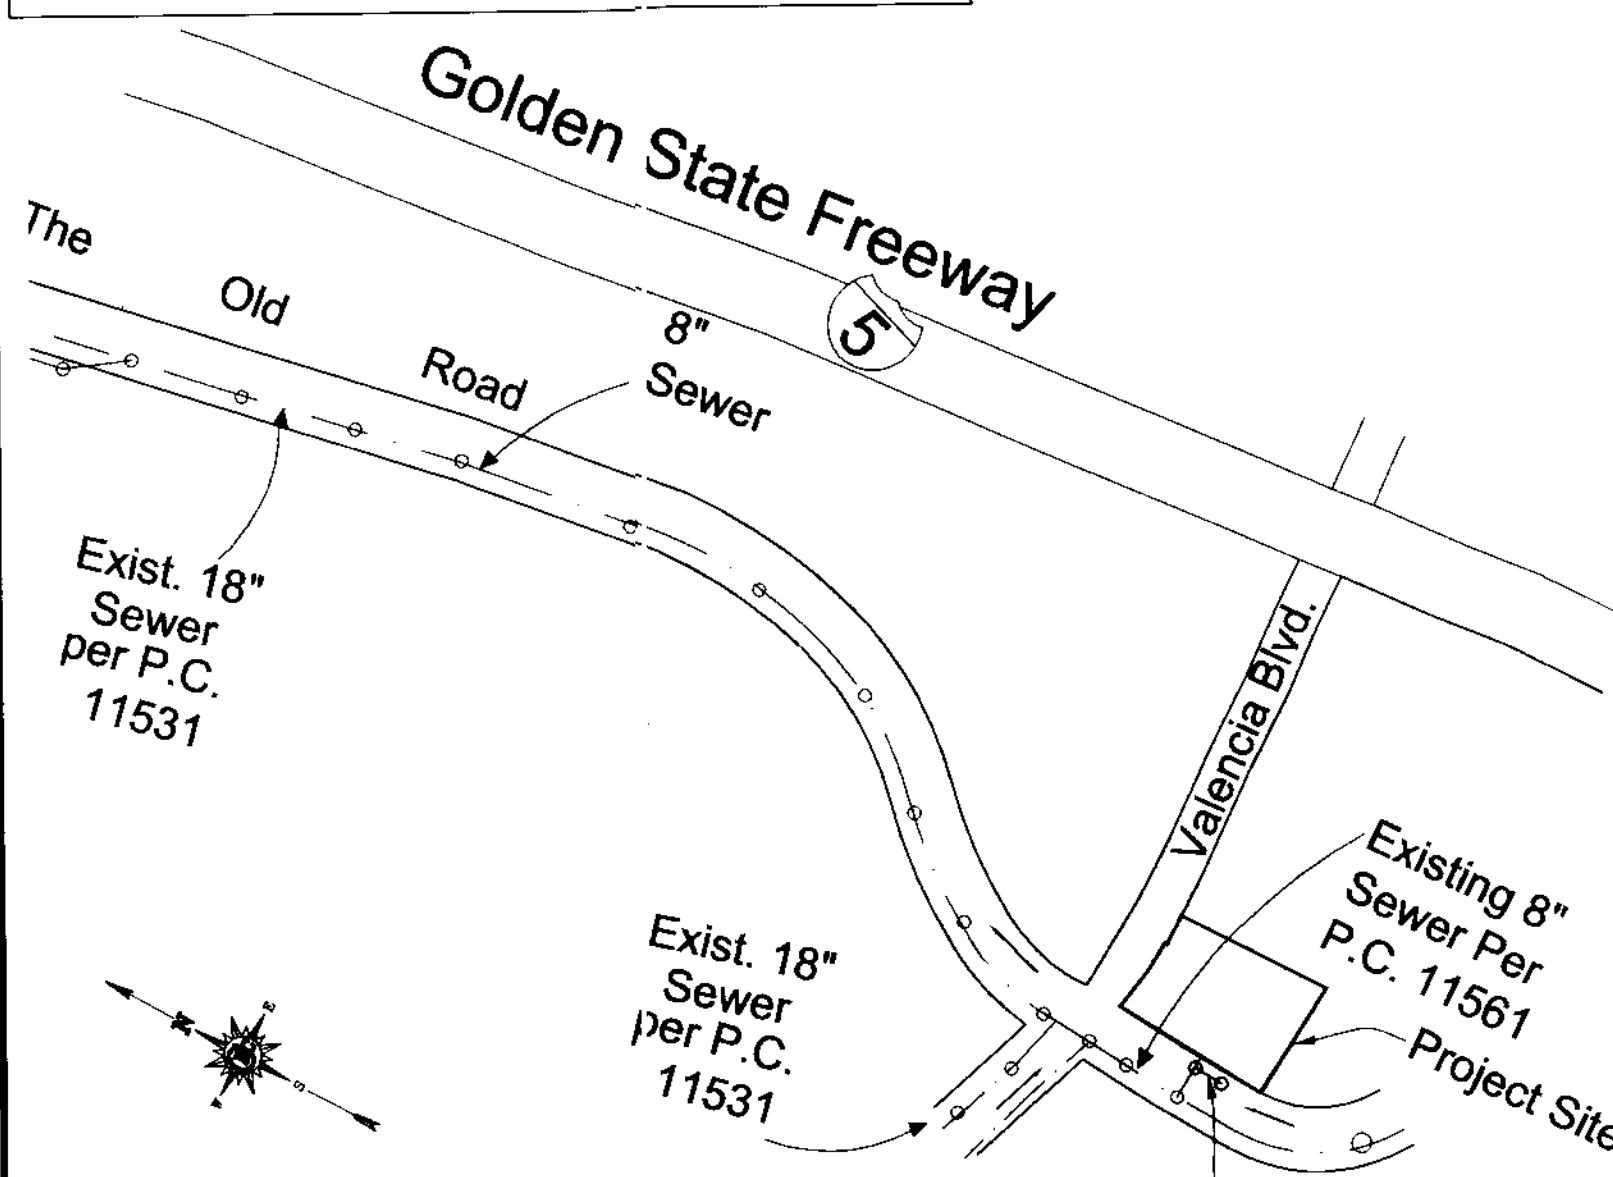 Golden State Freeway
5
The Old Road
8"
Sewer
Exist. 18"
Sewer
per P.C.
11531
Valencia Blvd.
Existing 8"
Sewer Per
P.C. 11561
Project Site
Exist. 18"
Sewer
per P.C.
11531
N
E
S